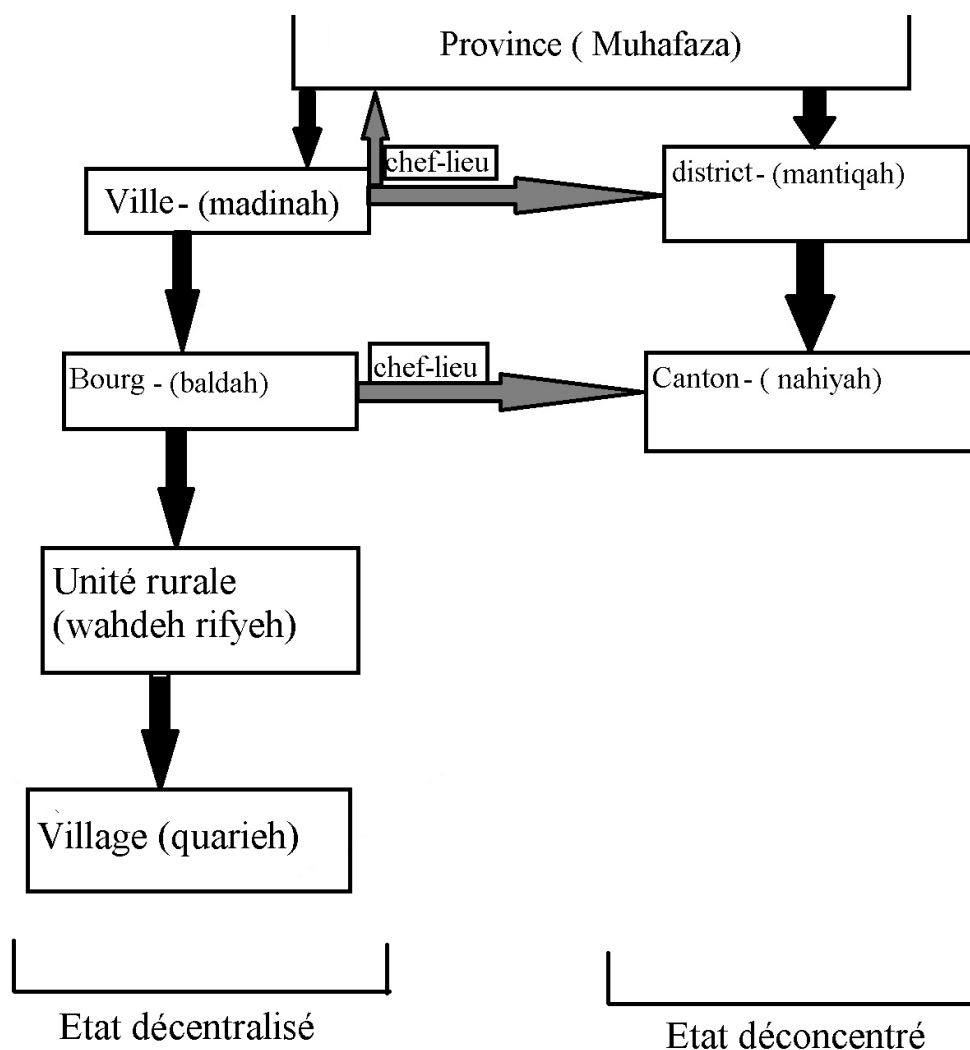 Province ( Muhafaza)
chef-lieu
Ville - (madinah)
district - (mantiqah)
Bourg - (baldah)
chef-lieu
Canton - ( nahiyah)
Unité rurale
(wahdeh rifyeh)
Village (quarieh)
Etat décentralisé
Etat déconcentré